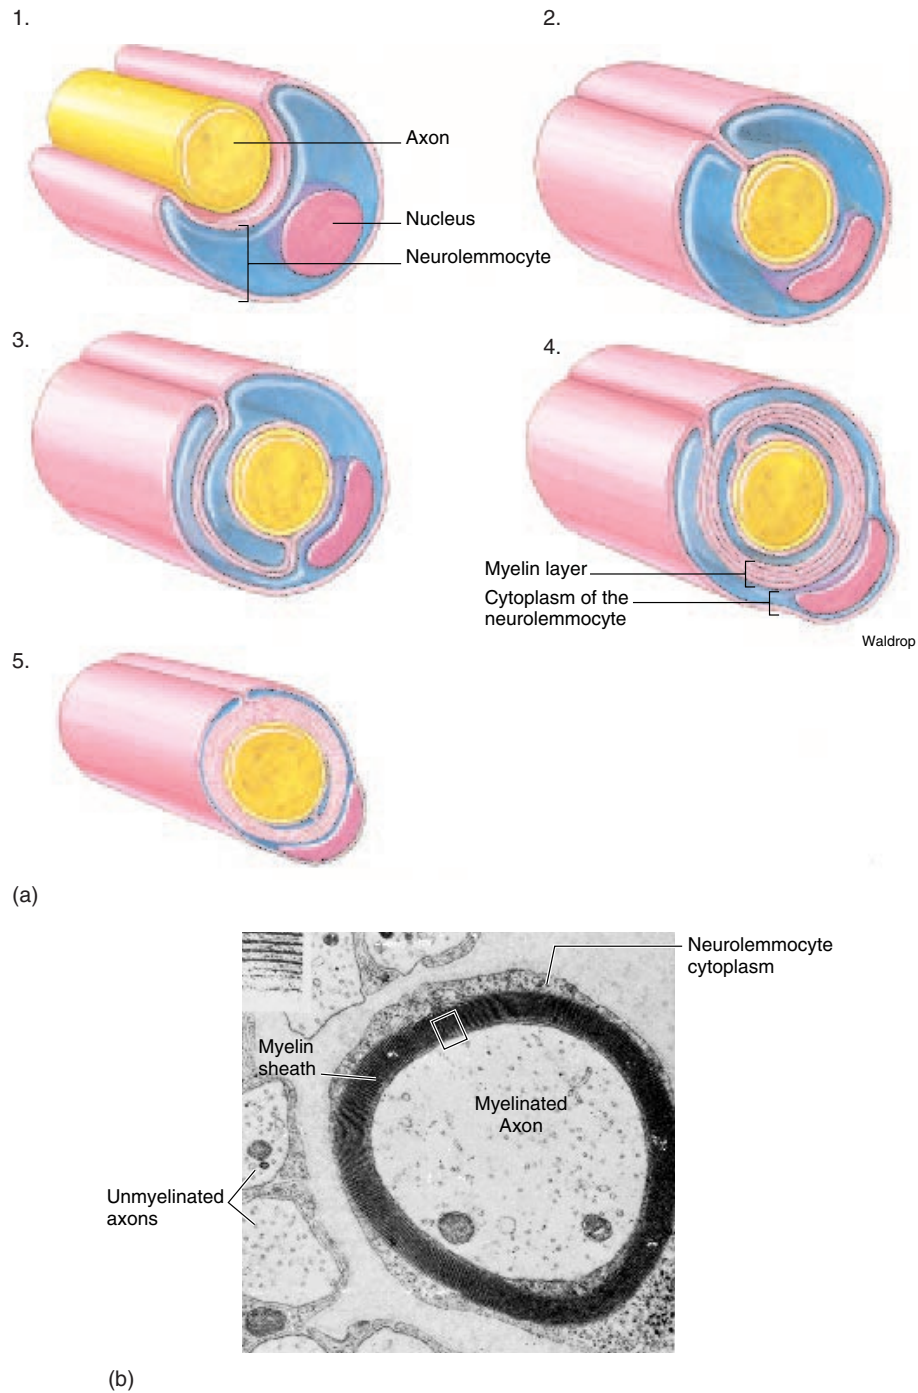 1.
2.
Axon
Nucleus
Neurolemmocyte
3.
4.
Myelin layer
Cytoplasm of the
neurolemmocyte
Waldrop
5.
(a)
Neurolemmocyte
cytoplasm
Myelin
sheath
Myelinated
Axon
Unmyelinated
axons
(b)